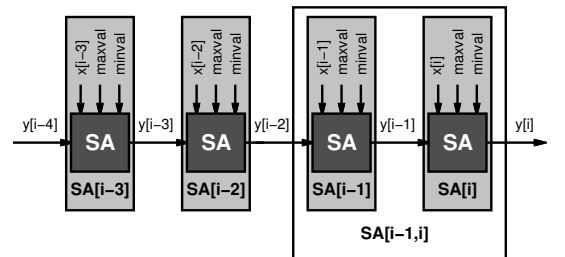 x[i−3] maxval minval
x[i−2] maxval minval
x[i−1] maxval minval
x[i] maxval minval
y[i−4] SA y[i−3] SA y[i−2] SA y[i−1] SA y[i]
SA[i−3] SA[i−2] SA[i−1] SA[i]
SA[i−1,i]